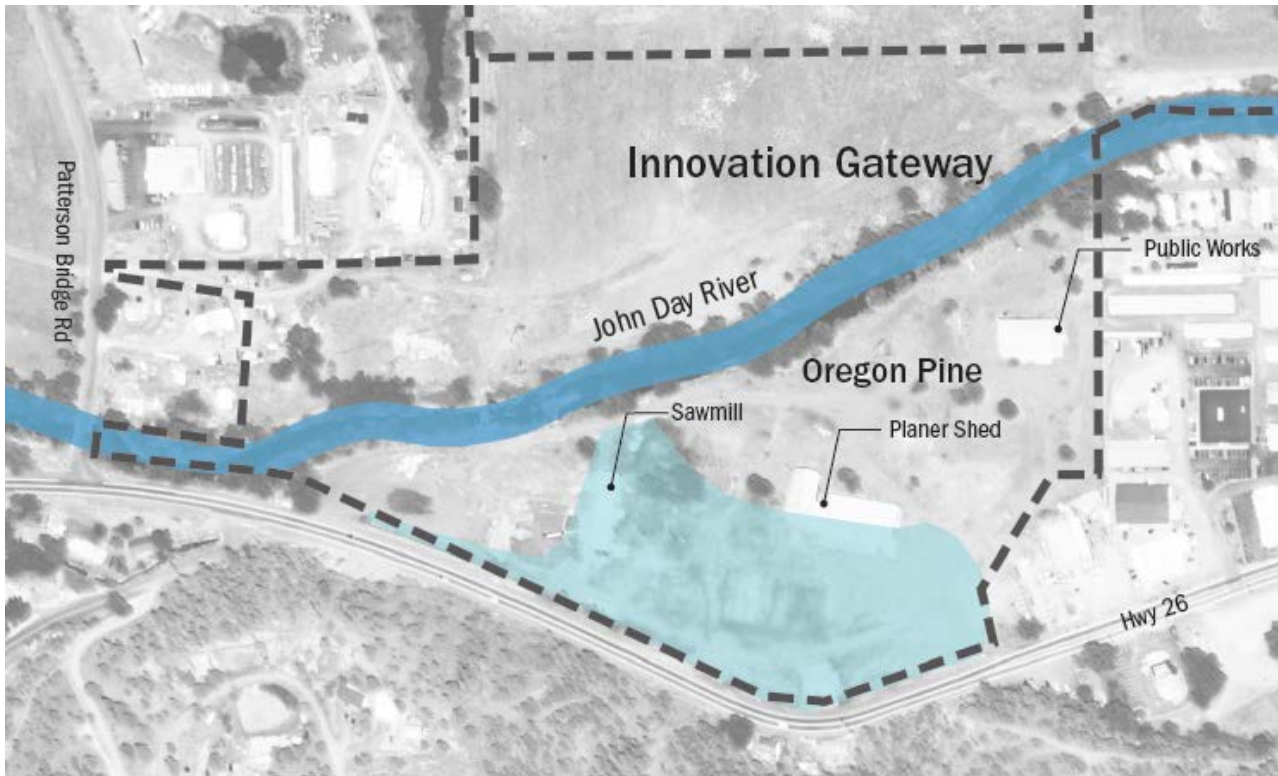 Innovation Gateway
Patterson Bridge Rd
Public Works
John Day River
Oregon Pine
Sawmill
Planer Shed
Hwy 26